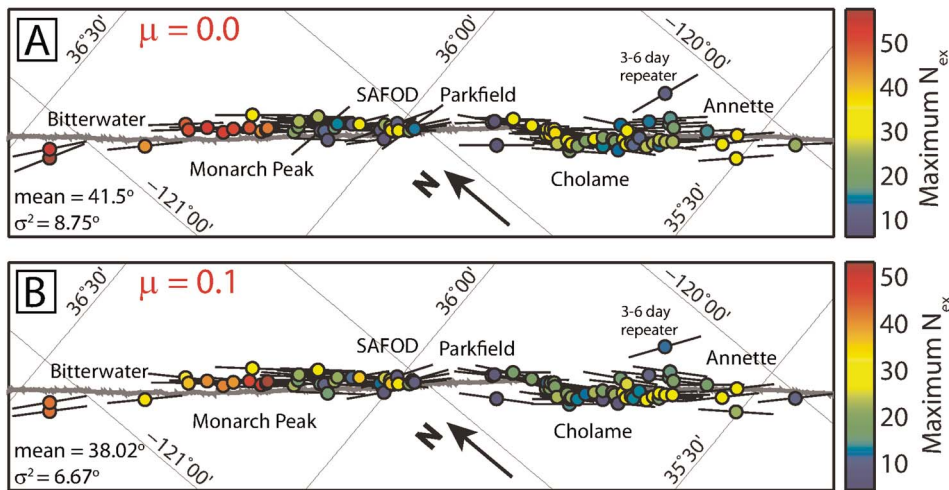 A
μ = 0.0
36°30'
36°00'
−120°00'
3-6 day
repeater
SAFOD
Parkfield
Annette
Bitterwater
Monarch Peak
Cholame
N
mean = 41.5°
σ² = 8.75°
−121°00'
35°30'
50
40
30
20
10
Maximum Nex
B
μ = 0.1
36°30'
36°00'
−120°00'
3-6 day
repeater
SAFOD
Parkfield
Annette
Bitterwater
Monarch Peak
Cholame
N
mean = 38.02°
σ² = 6.67°
−121°00'
35°30'
50
40
30
20
10
Maximum Nex